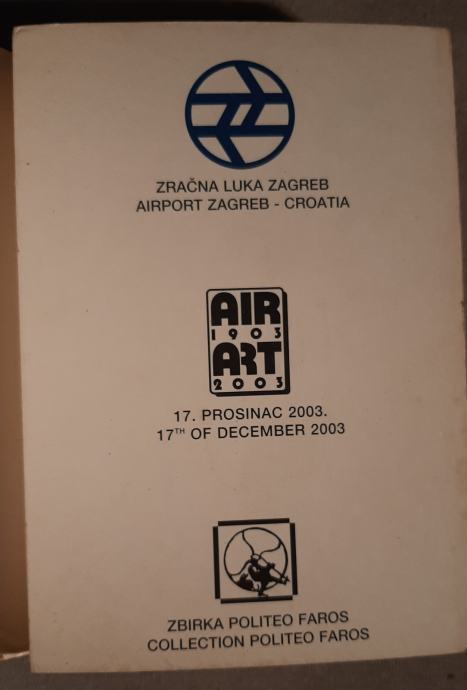 ZRAČNA LUKA ZAGREB
AIRPORT ZAGREB - CROATIA
AIR
1903
ART
2003
17. PROSINAC 2003.
17TH OF DECEMBER 2003
ZBIRKA POLITEO FAROS
COLLECTION POLITEO FAROS